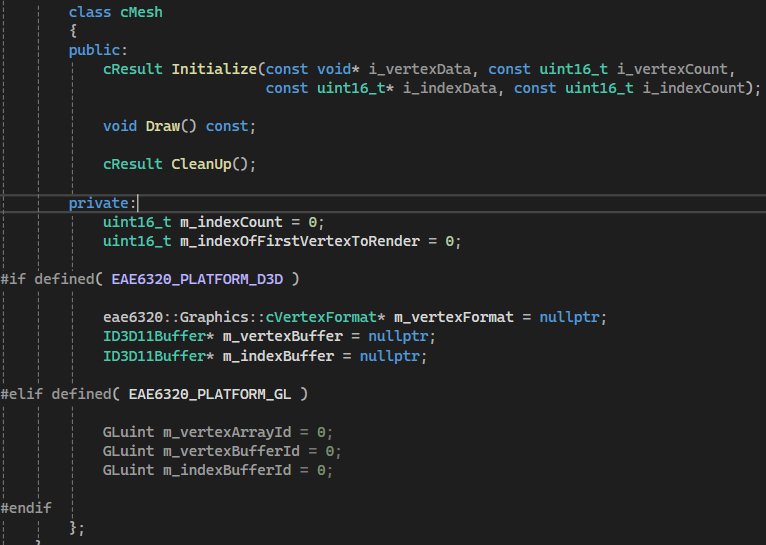 class cMesh
{
public:
cResult Initialize(const void* i_vertexData, const uint16_t i_vertexCount,
const uint16_t* i_indexData, const uint16_t i_indexCount);
void Draw() const;
cResult CleanUp();
private:
uint16_t m_indexCount = 0;
uint16_t m_indexOfFirstVertexToRender = 0;
#if defined( EAE6320_PLATFORM_D3D )
eae6320::Graphics::cVertexFormat* m_vertexFormat = nullptr;
ID3D11Buffer* m_vertexBuffer = nullptr;
ID3D11Buffer* m_indexBuffer = nullptr;
#elif defined( EAE6320_PLATFORM_GL )
GLuint m_vertexArrayId = 0;
GLuint m_vertexBufferId = 0;
GLuint m_indexBufferId = 0;
#endif
};
}